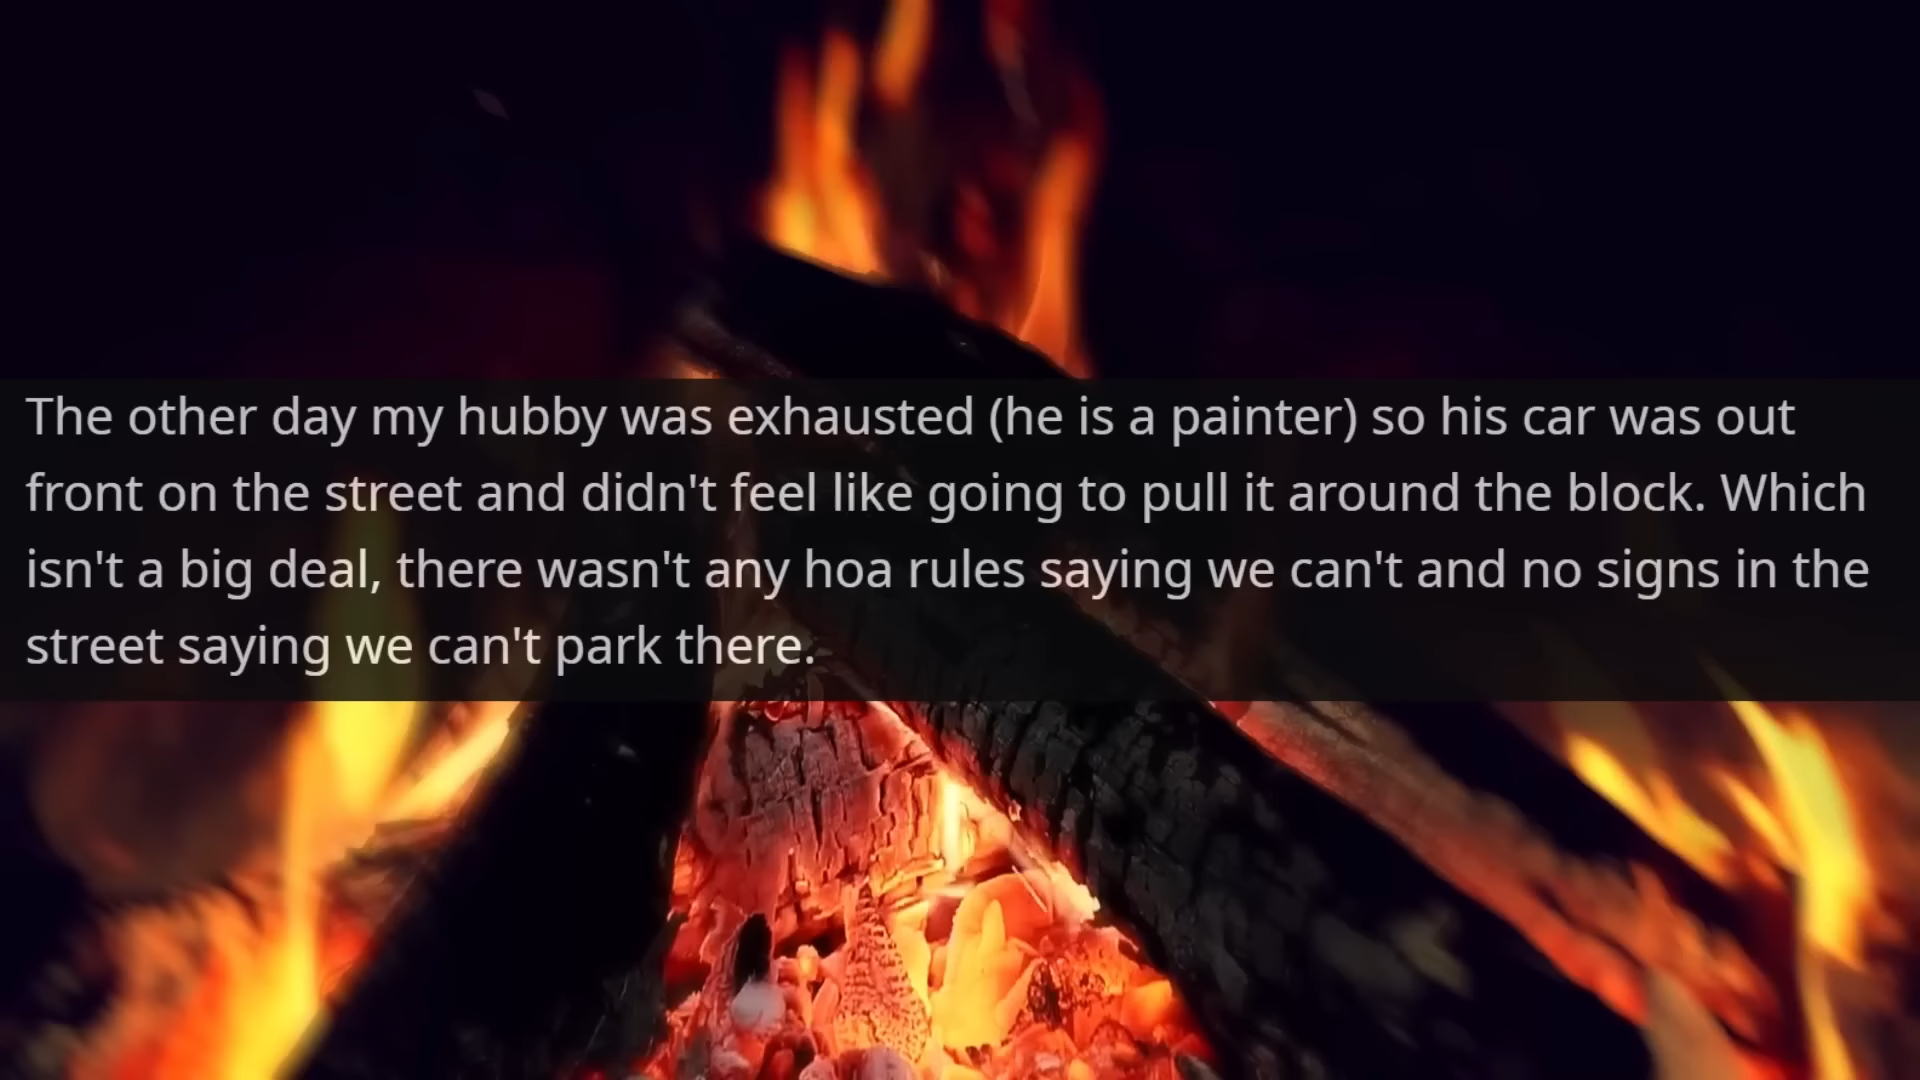 The other day my hubby was exhausted (he is a painter) so his car was out
front on the street and didn't feel like going to pull it around the block. Which
isn't a big deal, there wasn't any hoa rules saying we can't and no signs in the
street saying we can't park there.